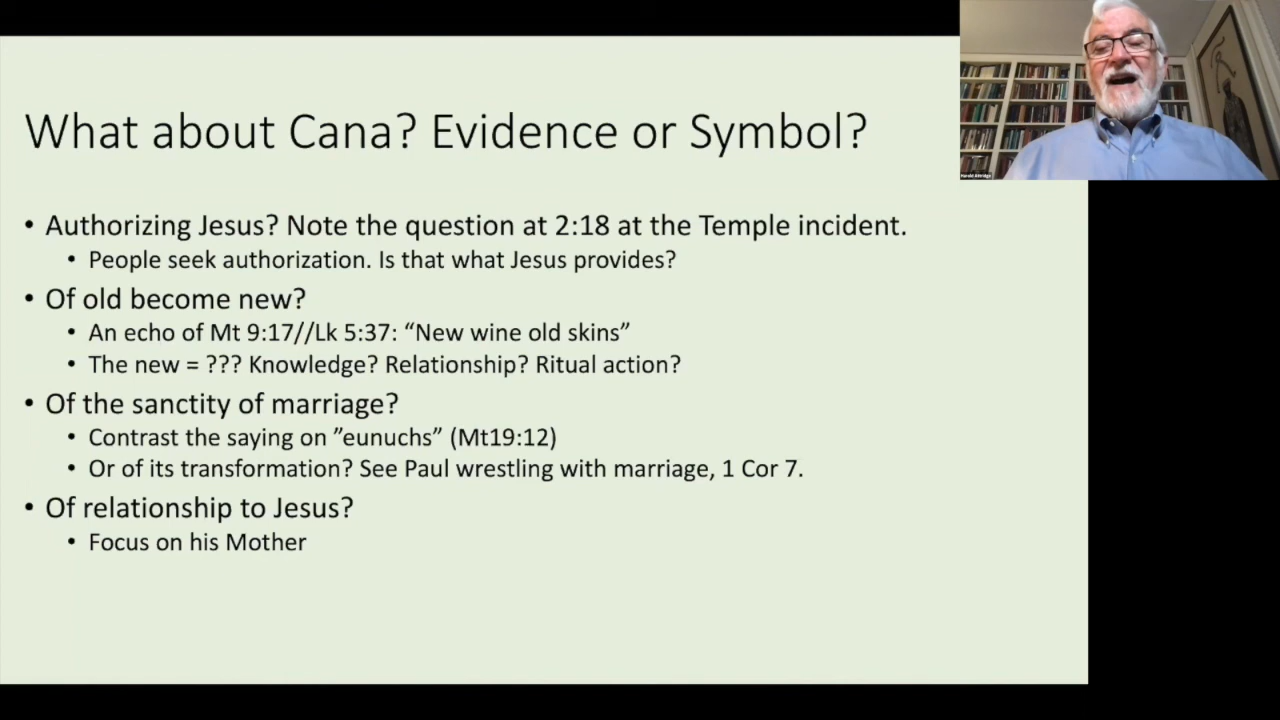 What about Cana? Evidence or Symbol?
• Authorizing Jesus? Note the question at 2:18 at the Temple incident.
• People seek authorization. Is that what Jesus provides?
• Of old become new?
• An echo of Mt 9:17//Lk 5:37: “New wine old skins”
• The new = ??? Knowledge? Relationship? Ritual action?
• Of the sanctity of marriage?
• Contrast the saying on ”eunuchs” (Mt19:12)
• Or of its transformation? See Paul wrestling with marriage, 1 Cor 7.
• Of relationship to Jesus?
• Focus on his Mother
Harold Attridge